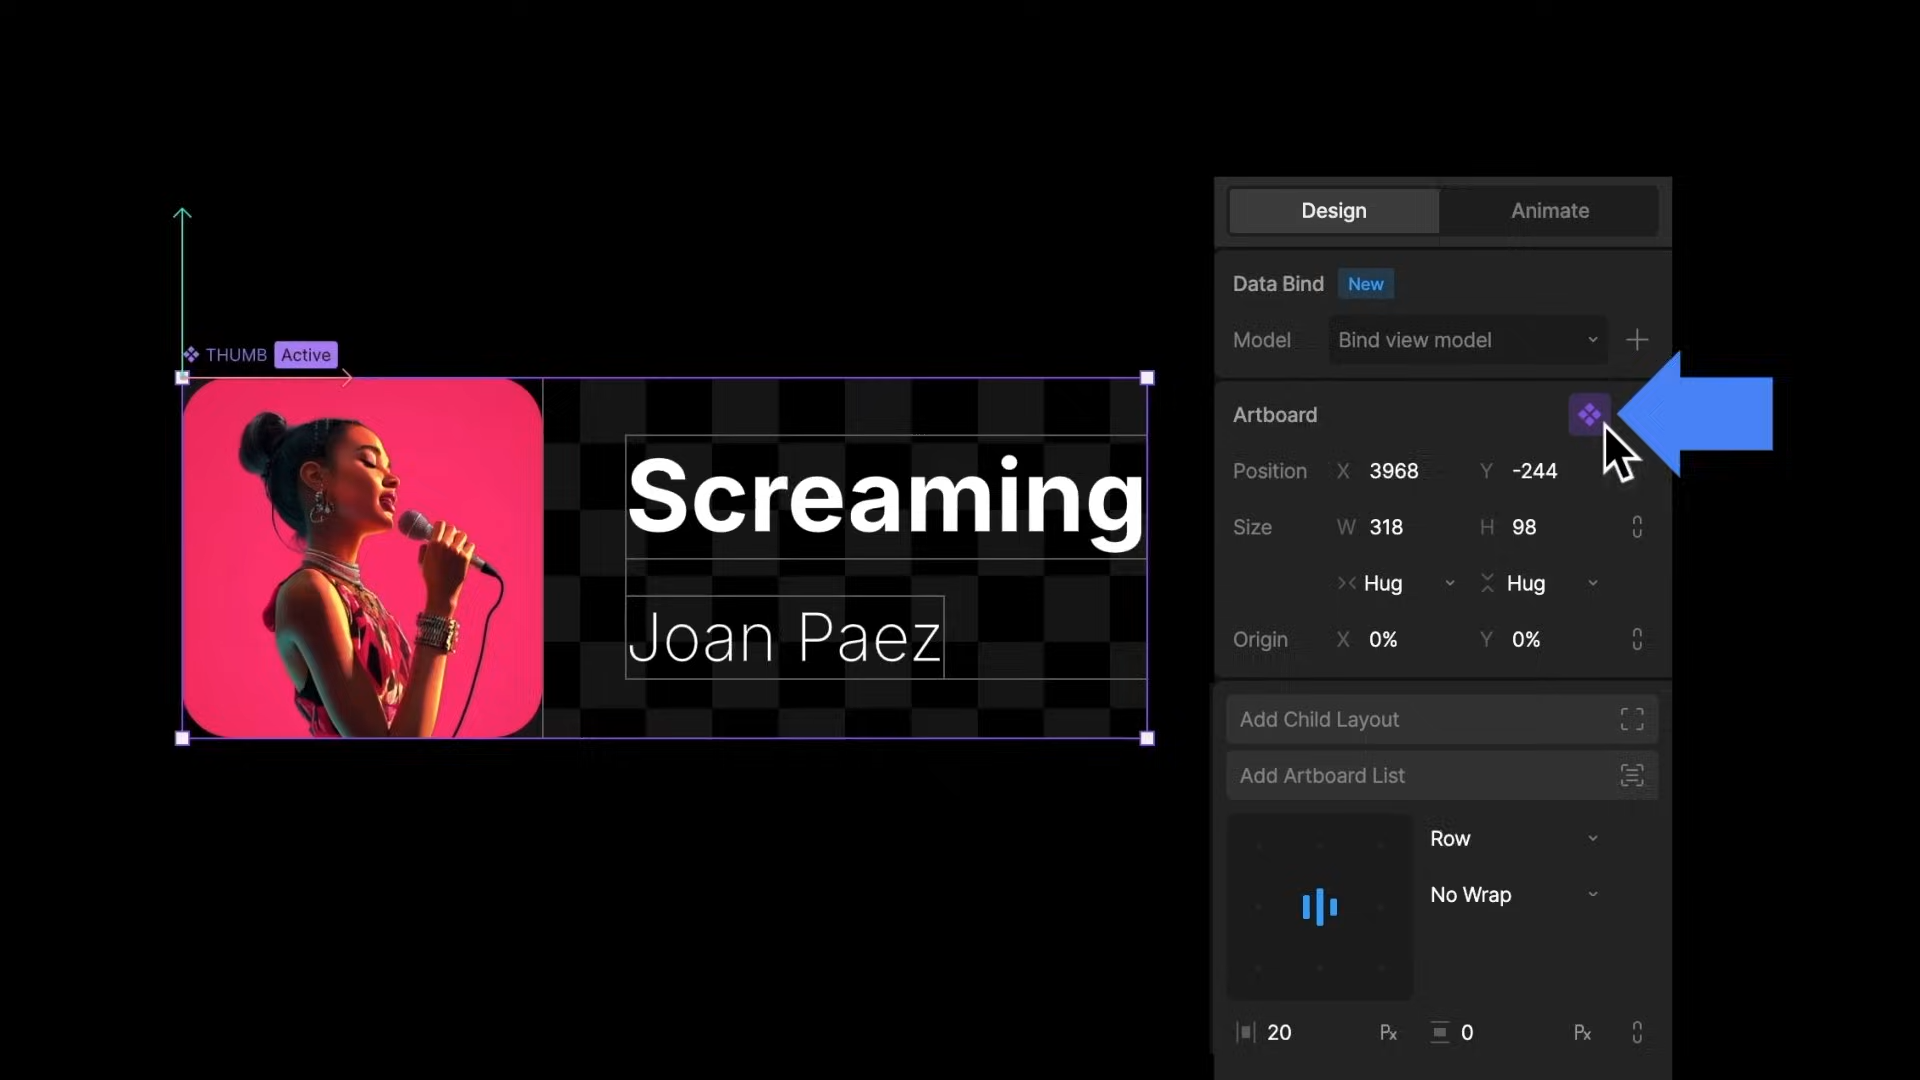 THUMB Active
Screaming
Joan Paez
Design Animate
Data Bind New
Model Bind view model
Artboard
Position X 3968 Y -244
Size W 318 H 98
Hug Hug
Origin X 0% Y 0%
Add Child Layout
Add Artboard List
Row
No Wrap
20 Px 0 Px